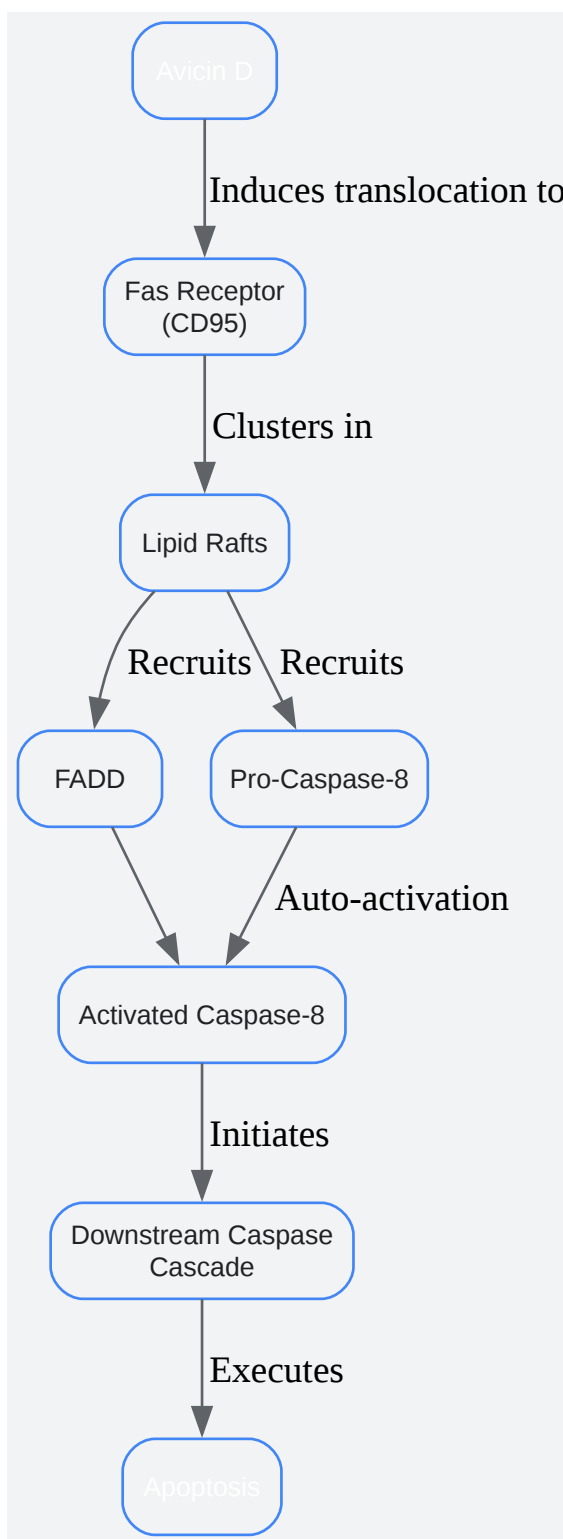 Avicin D
Induces translocation to
Fas Receptor
(CD95)
Clusters in
Lipid Rafts
Recruits
Recruits
FADD
Pro-Caspase-8
Auto-activation
Activated Caspase-8
Initiates
Downstream Caspase
Cascade
Executes
Apoptosis